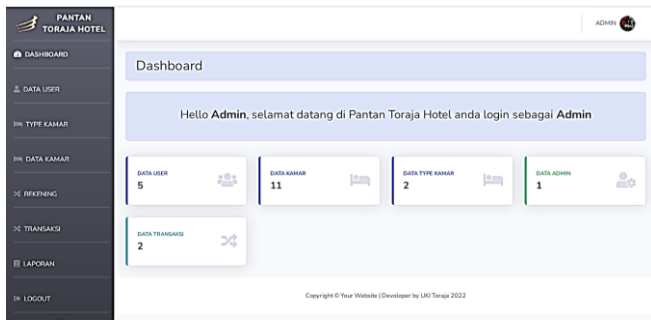 PANTAN
TORAJA HOTEL
ADMIN
DASHBOARD
DATA USER
TYPE KAMAR
DATA KAMAR
REKENING
TRANSAKSI
LAPORAN
LOGOUT
Dashboard
Hello Admin, selamat datang di Pantan Toraja Hotel anda login sebagai Admin
DATA USER
5
DATA KAMAR
11
DATA TYPE KAMAR
2
DATA ADMIN
1
DATA TRANSAKSI
2
Copyright © Your Website | Developer by UKI Toraja 2022